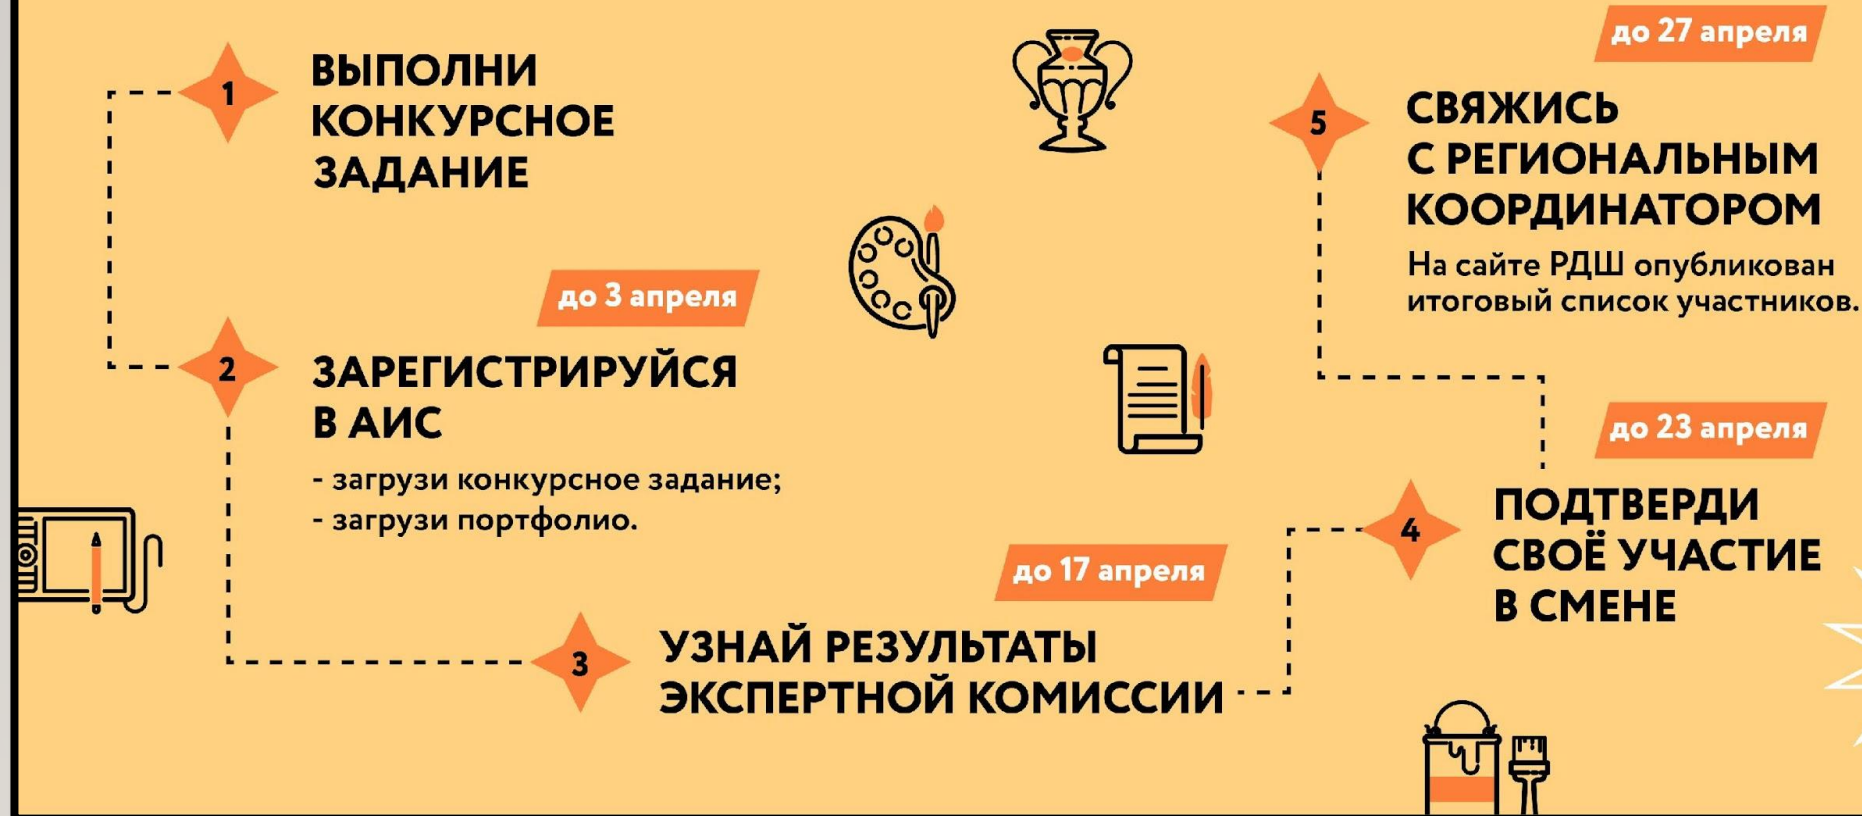 1
ВЫПОЛНИ
КОНКУРСНОЕ
ЗАДАНИЕ
до 3 апреля
2
ЗАРЕГИСТРИРУЙСЯ
В АИС
- загрузи конкурсное задание;
- загрузи портфолио.
до 17 апреля
3
УЗНАЙ РЕЗУЛЬТАТЫ
ЭКСПЕРТНОЙ КОМИССИИ
до 23 апреля
4
ПОДТВЕРДИ
СВОЁ УЧАСТИЕ
В СМЕНЕ
до 27 апреля
5
СВЯЖИСЬ
С РЕГИОНАЛЬНЫМ
КООРДИНАТОРОМ
На сайте РДШ опубликован
итоговый список участников.